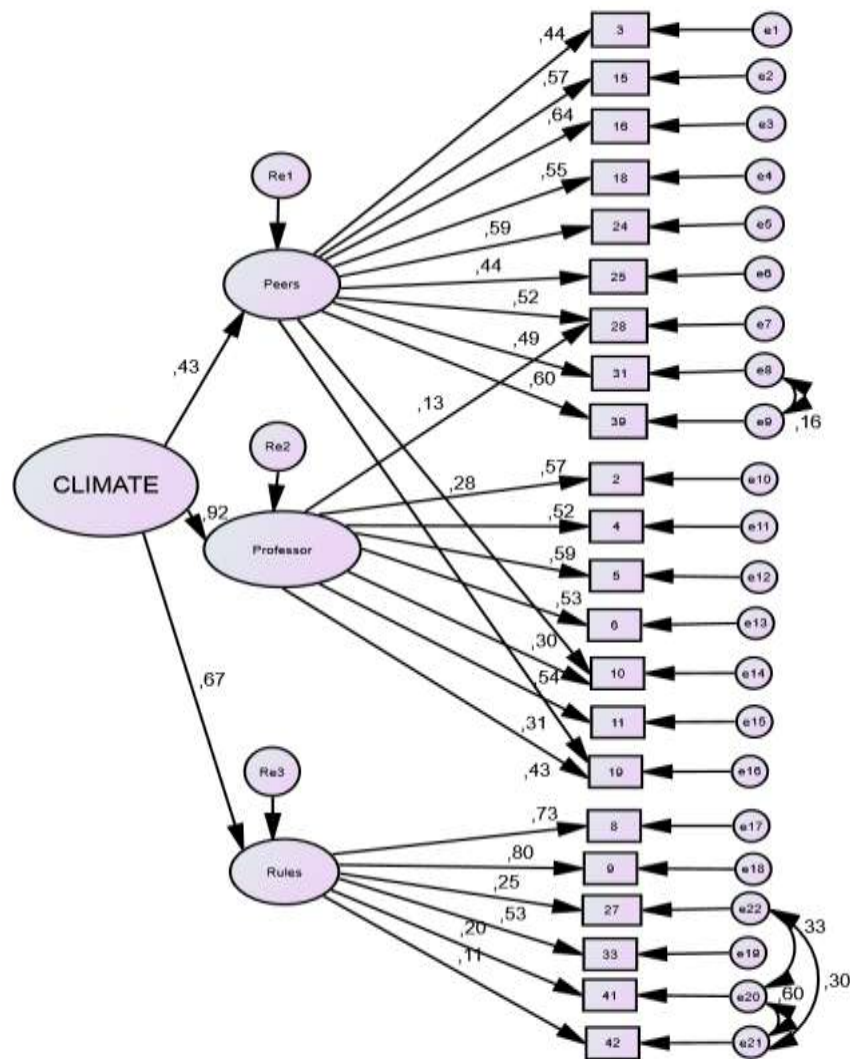 ,44
3
e1
,57
15
e2
,64
16
e3
Re1
,55
18
e4
,59
24
e5
Peers
,44
25
e6
,52
28
e7
,49
31
e8
,43
,13
,60
39
e9
,16
Re2
CLIMATE
,28
,57
2
e10
,92
,52
4
e11
Professor
,59
5
e12
,53
6
e13
,30
10
e14
,67
,54
11
e15
,31
,43
19
e16
Re3
,73
8
e17
,80
9
e18
Rules
,25
27
e22
,33
,53
33
e19
,20
41
e20
,60
,30
,11
42
e21